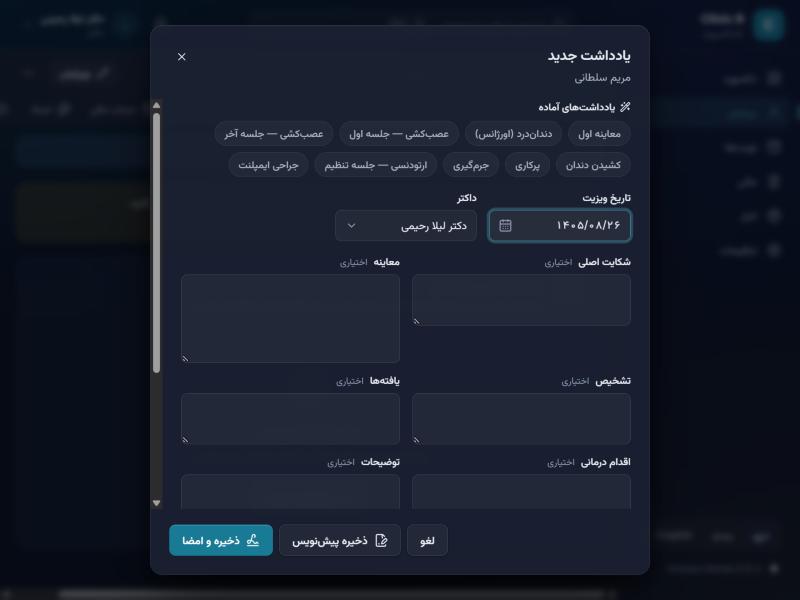 یادداشت جدید
مریم سلطانی
یادداشت‌های آماده
معاینه اول
دندان‌درد (اورژانس)
عصب‌کشی — جلسه اول
عصب‌کشی — جلسه آخر
کشیدن دندان
پرکاری
جرم‌گیری
ارتودنسی — جلسه تنظیم
جراحی ایمپلنت
تاریخ ویزیت
داکتر
۱۴۰۵/۰۸/۲۶
دکتر لیلا رحیمی
شکایت اصلی اختیاری
معاینه اختیاری
تشخیص اختیاری
یافته‌ها اختیاری
اقدام درمانی اختیاری
توضیحات اختیاری
لغو
ذخیره پیش‌نویس
ذخیره و امضا